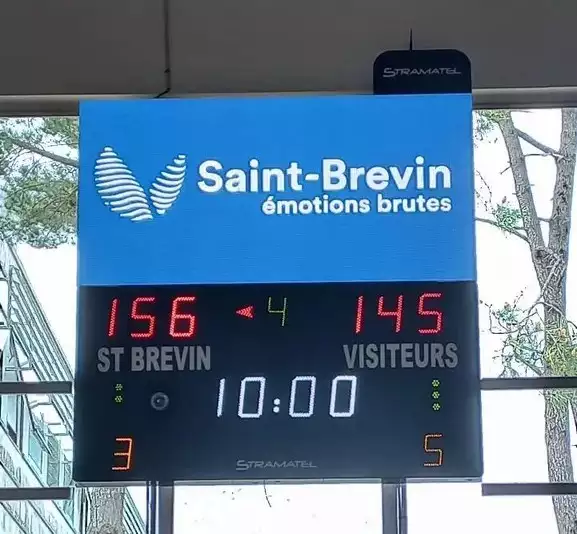 STRAMATEL
Saint-Brevin
émotions brutes
156 4 145
ST BREVIN VISITEURS
10:00
3 5
STRAMATEL